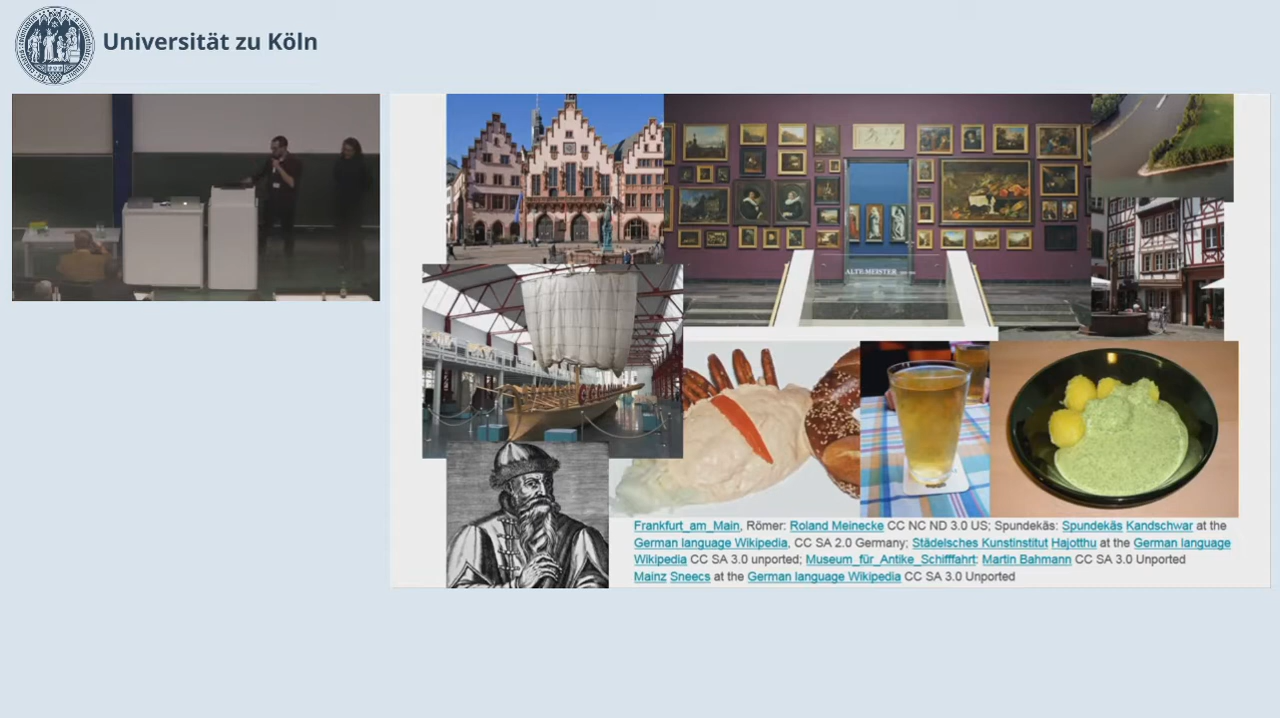 Universität zu Köln
ALTE MEISTER
Frankfurt_am_Main, Römer: Roland Meinecke CC NC ND 3.0 US; Spundekäs: Spundekäs Kandschwar at the
German language Wikipedia, CC SA 2.0 Germany; Städelsches Kunstinstitut Hajotthu at the German language
Wikipedia CC SA 3.0 unported; Museum_für_Antike_Schifffahrt: Martin Bahmann CC SA 3.0 Unported
Mainz Sneecs at the German language Wikipedia CC SA 3.0 Unported